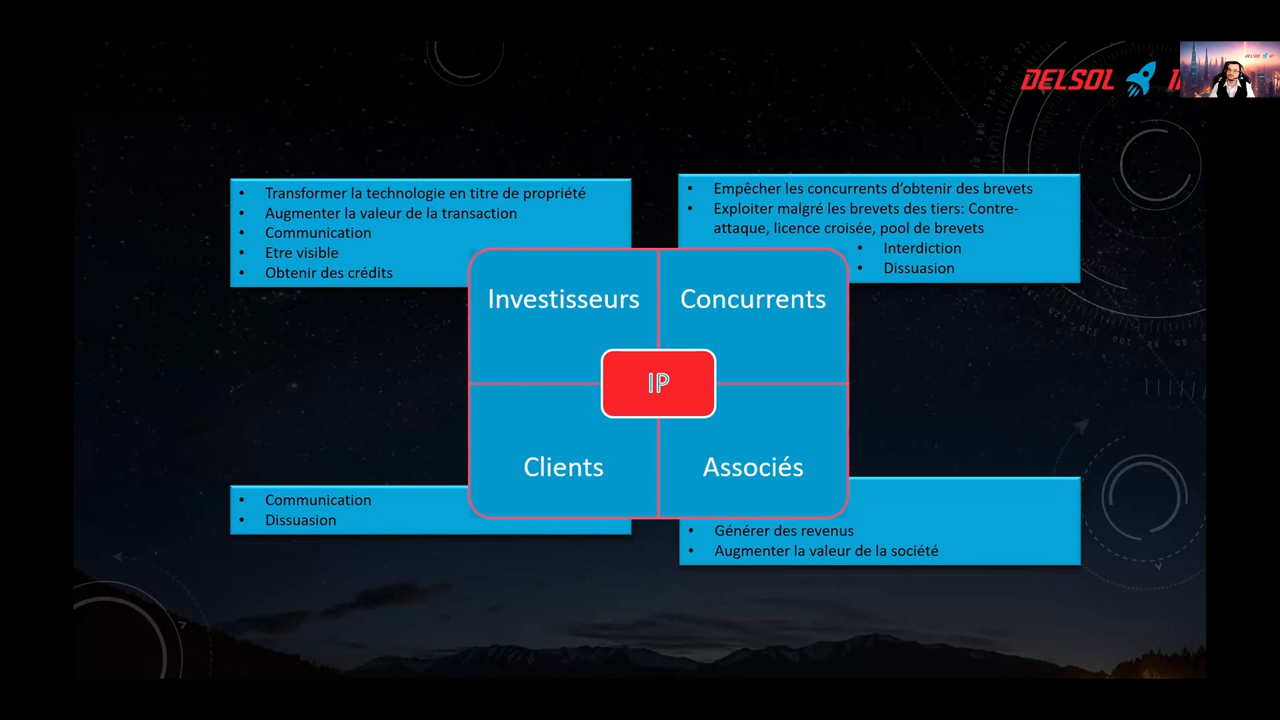 DELSOL
• Transformer la technologie en titre de propriété
• Augmenter la valeur de la transaction
• Communication
• Etre visible
• Obtenir des crédits
• Empêcher les concurrents d’obtenir des brevets
• Exploiter malgré les brevets des tiers: Contre-
attaque, licence croisée, pool de brevets
• Interdiction
• Dissuasion
Investisseurs
Concurrents
IP
Clients
Associés
• Communication
• Dissuasion
• Générer des revenus
• Augmenter la valeur de la société